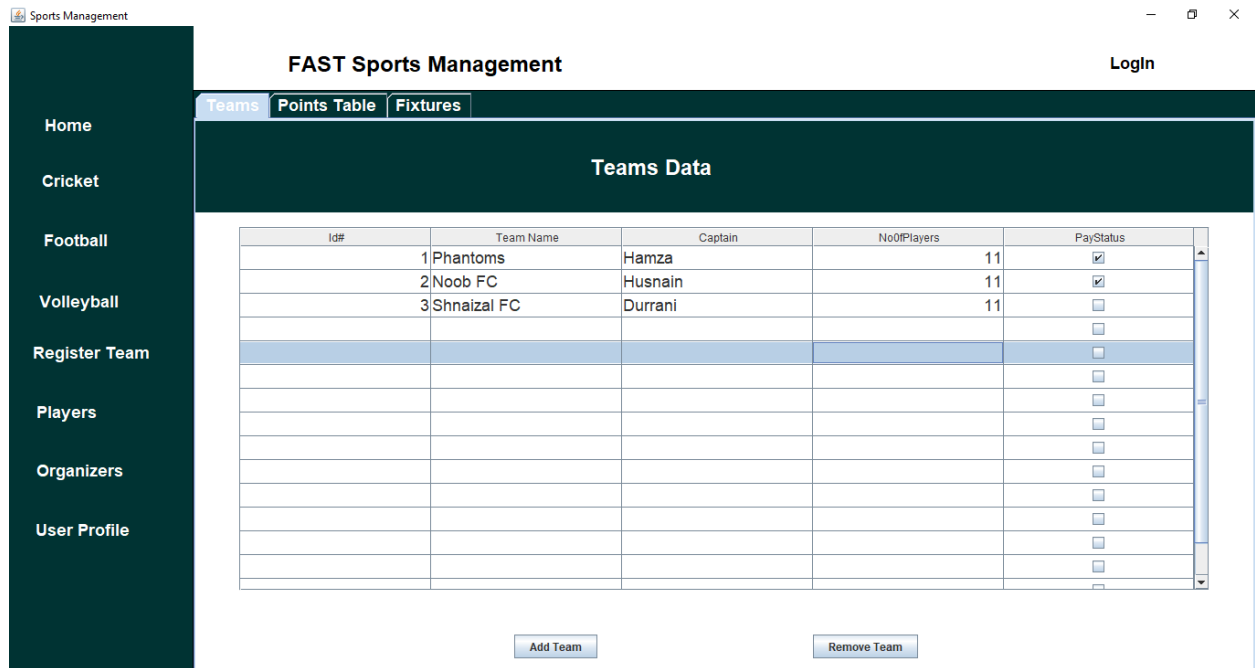 Sports Management
FAST Sports Management
LogIn
Teams Points Table Fixtures
Home
Cricket
Football
Volleyball
Register Team
Players
Organizers
User Profile
Teams Data
Id# Team Name Captain No0fPlayers PayStatus
1 Phantoms Hamza 11
2 Noob FC Husnain 11
3 Shnaizal FC Durrani 11
Add Team Remove Team